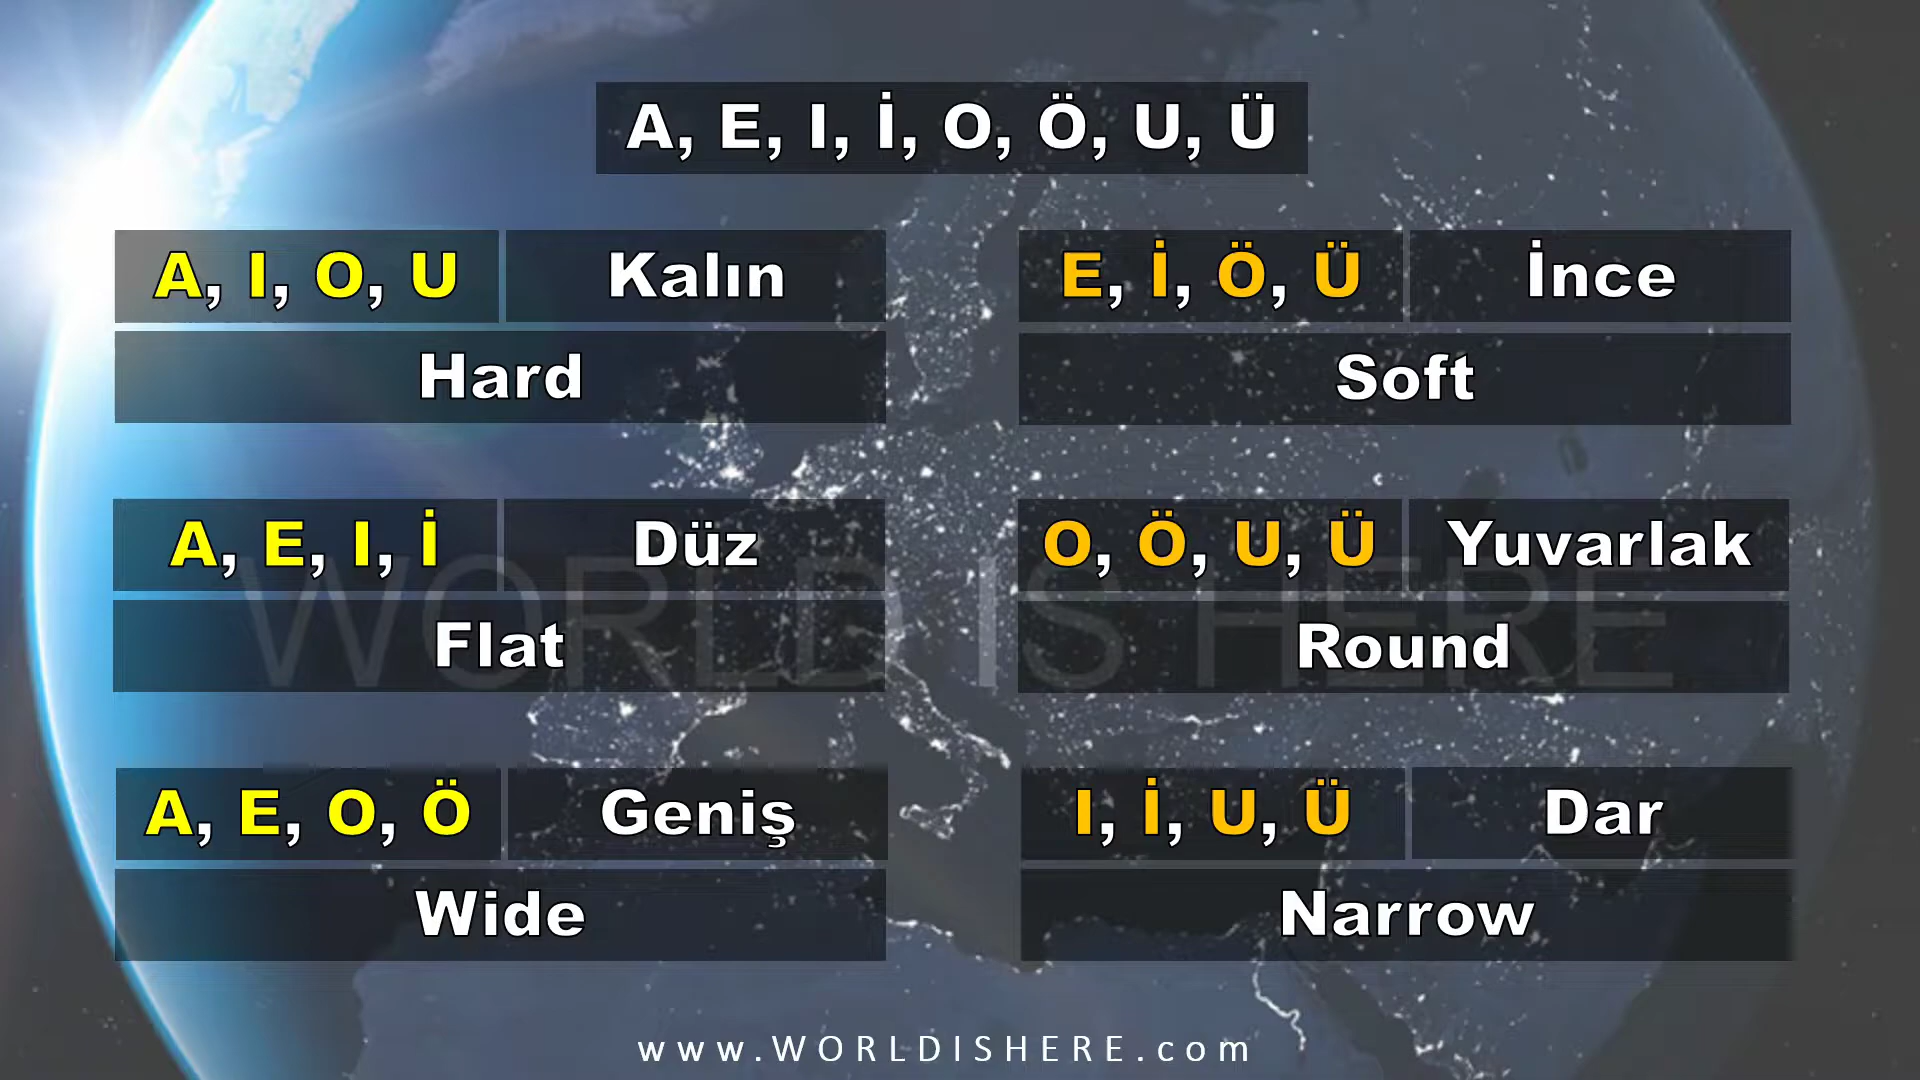 A, E, I, İ, O, Ö, U, Ü
A, I, O, U Kalın
Hard
E, İ, Ö, Ü İnce
Soft
A, E, I, İ Düz
Flat
O, Ö, U, Ü Yuvarlak
Round
A, E, O, Ö Geniş
Wide
I, İ, U, Ü Dar
Narrow
WORLD IS HERE
www.WORLDISHERE.com